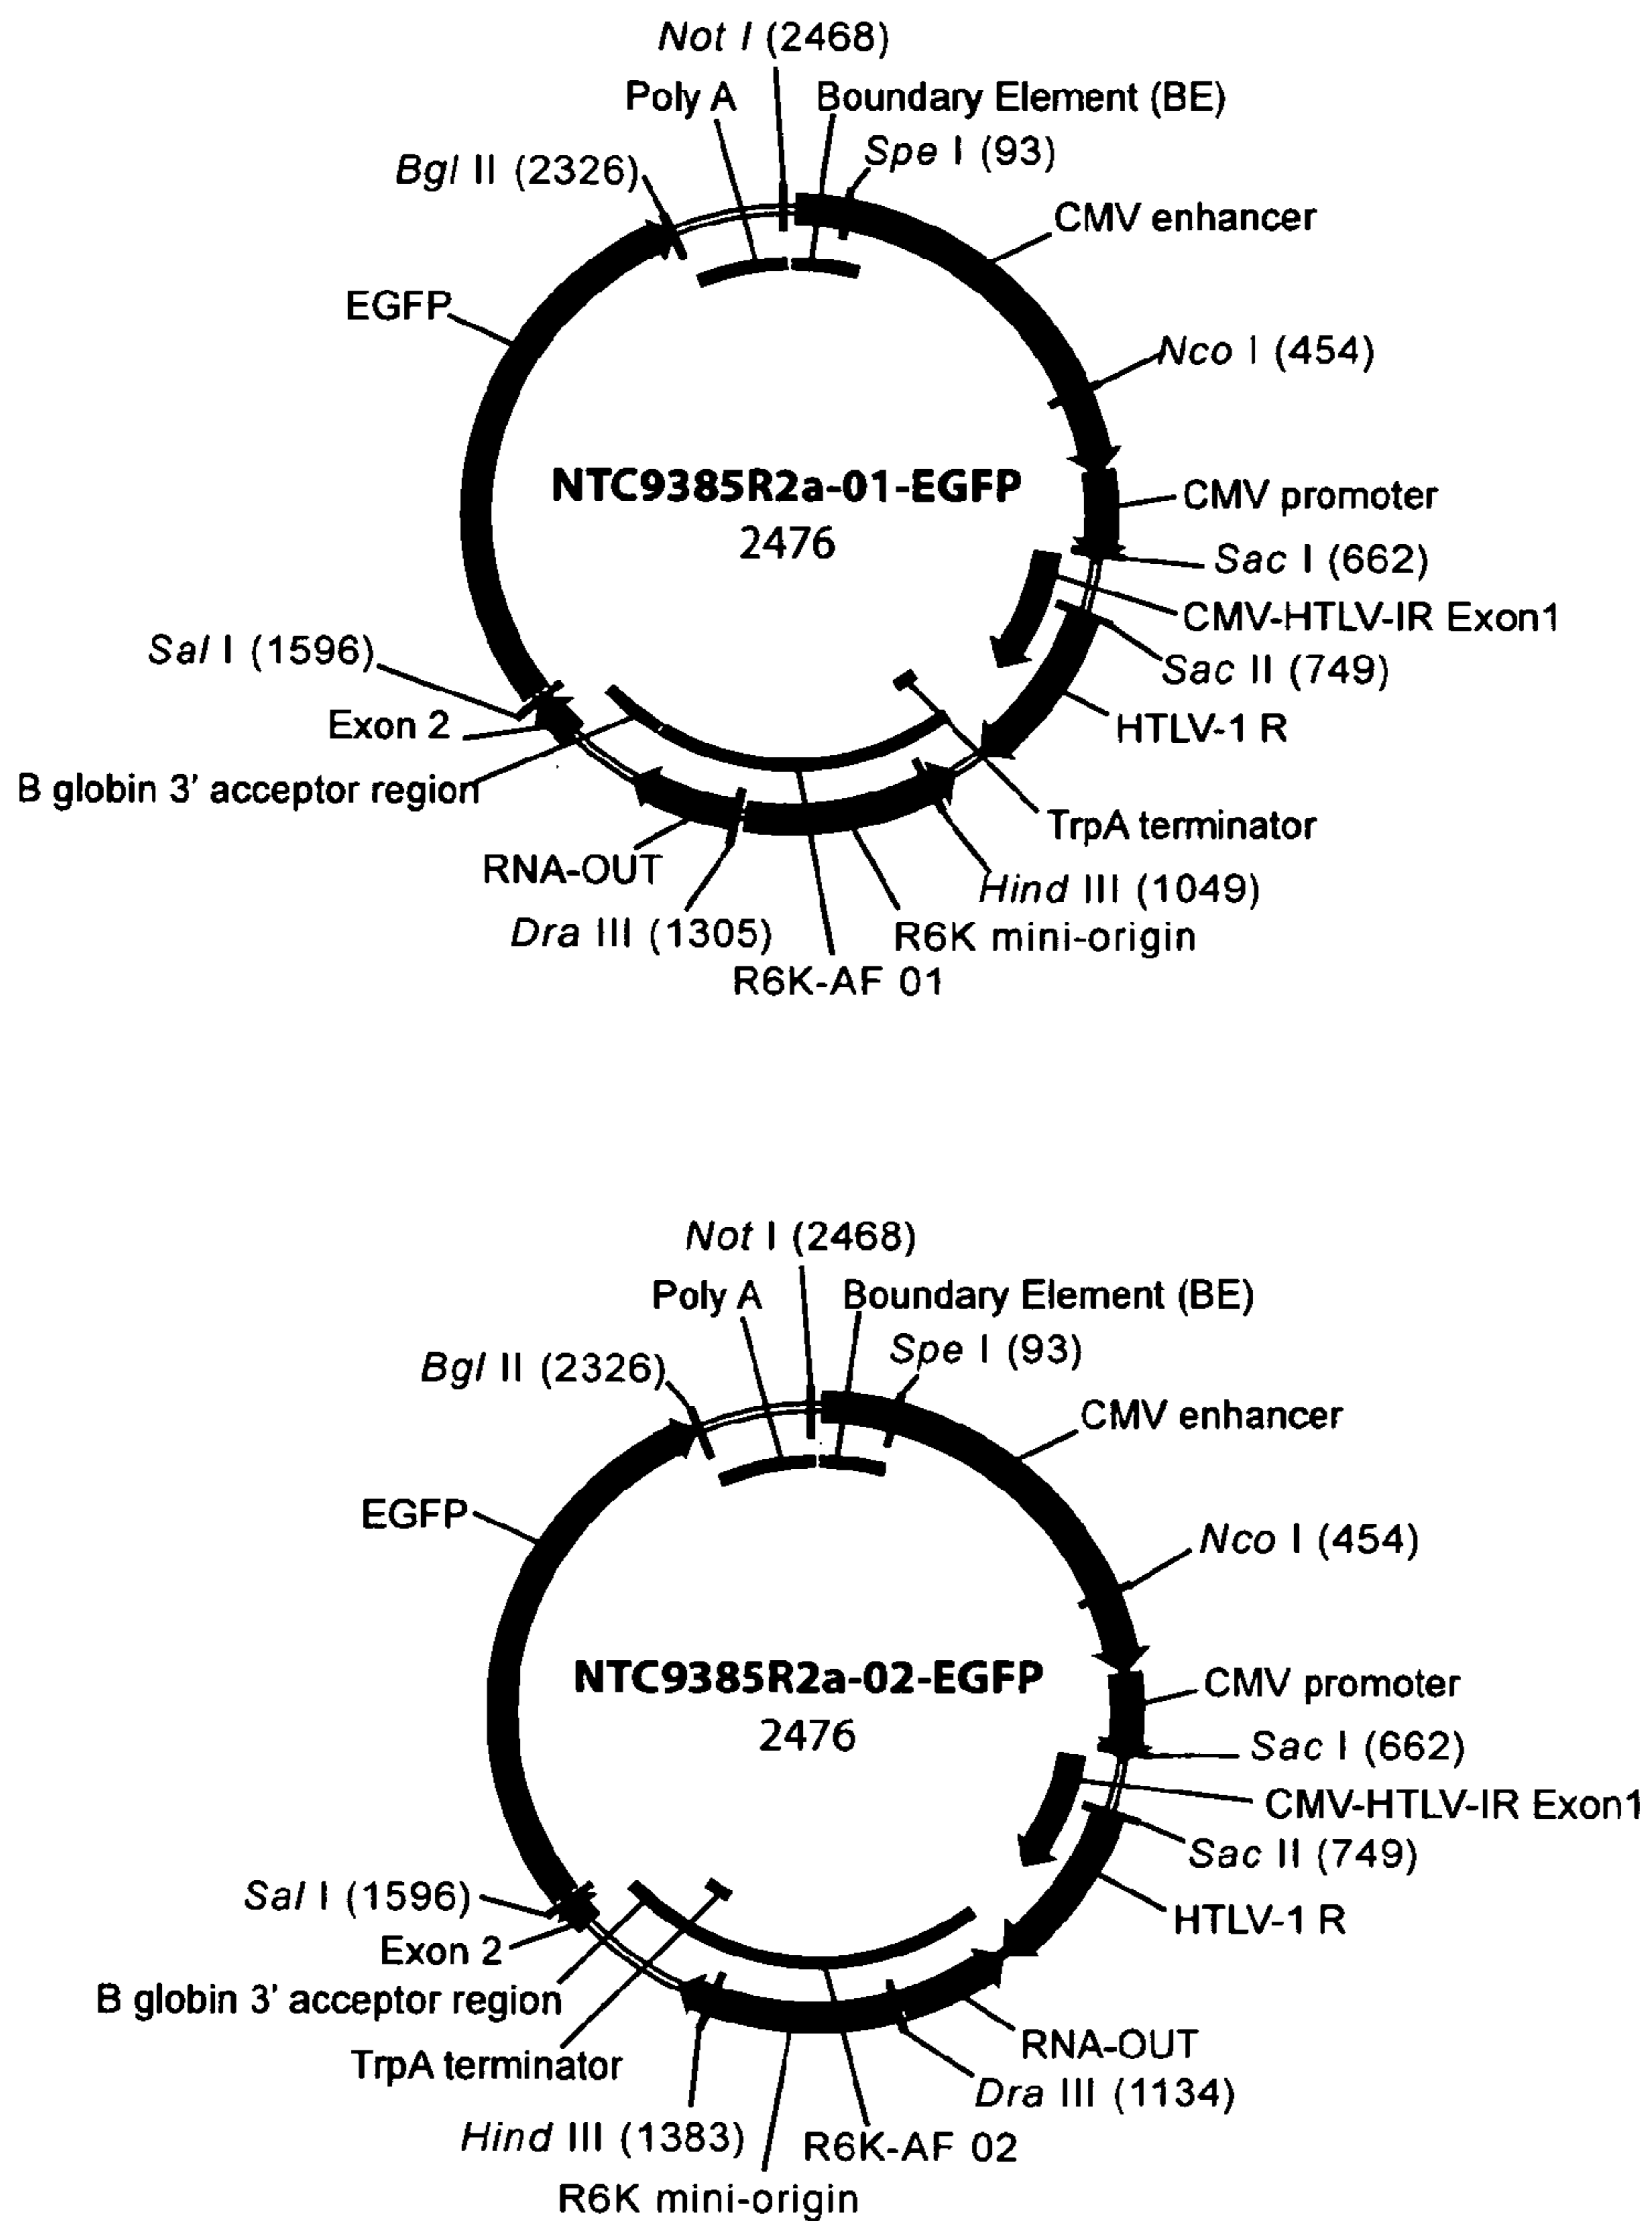 Not I (2468)
Poly A
Boundary Element (BE)
Spe I (93)
Bgl II (2326)
CMV enhancer
EGFP
Nco I (454)
NTC9385R2a-01-EGFP
2476
CMV promoter
Sac I (662)
CMV-HTLV-IR Exon1
Sal I (1596)
Sac II (749)
Exon 2
HTLV-1 R
B globin 3' acceptor region
TrpA terminator
RNA-OUT
Hind III (1049)
Dra III (1305)
R6K mini-origin
R6K-AF 01
Not I (2468)
Poly A
Boundary Element (BE)
Spe I (93)
Bgl II (2326)
CMV enhancer
EGFP
Nco I (454)
NTC9385R2a-02-EGFP
2476
CMV promoter
Sac I (662)
CMV-HTLV-IR Exon1
Sac II (749)
Sal I (1596)
HTLV-1 R
Exon 2
B globin 3' acceptor region
RNA-OUT
TrpA terminator
Dra III (1134)
Hind III (1383)
R6K-AF 02
R6K mini-origin